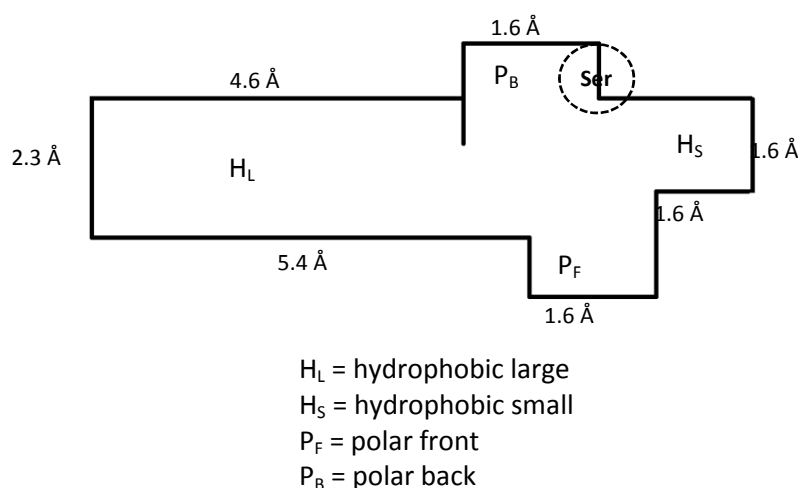 1.6 Å
P_B
Ser
4.6 Å
2.3 Å
H_L
H_S
1.6 Å
1.6 Å
5.4 Å
P_F
1.6 Å
H_L = hydrophobic large
H_S = hydrophobic small
P_F = polar front
P_B = polar back